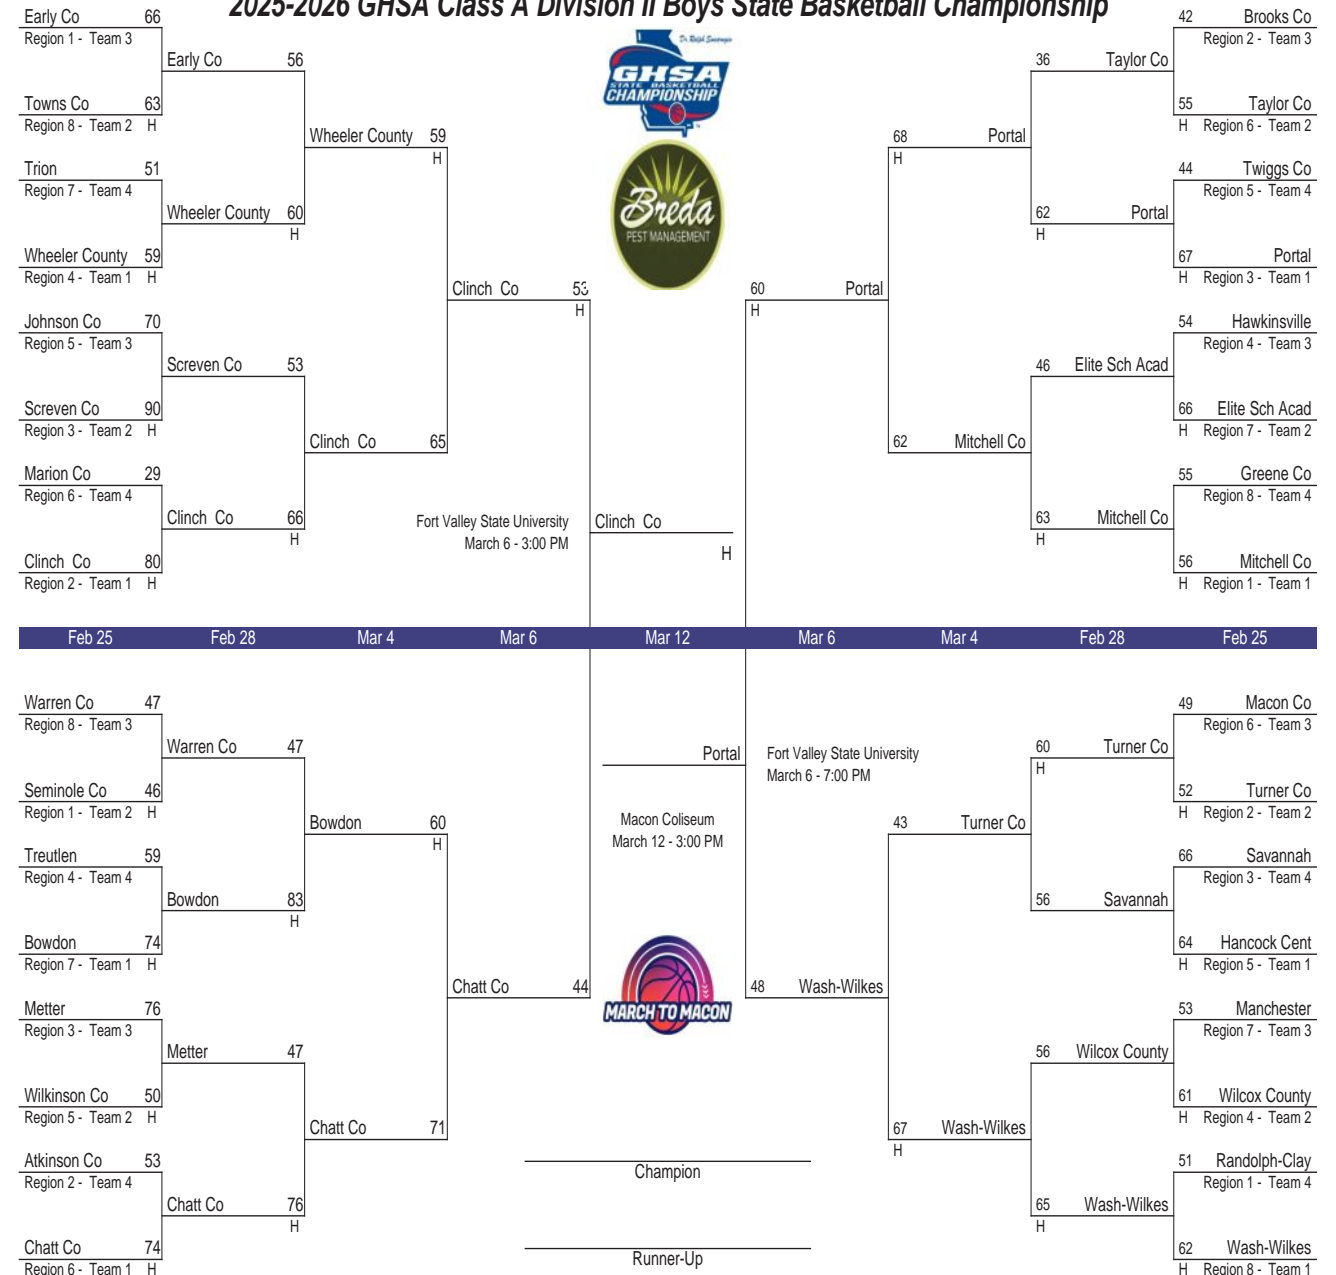 2025-2026 GHSA Class A Division II Boys State Basketball Championship
Early Co 66
Region 1 - Team 3
Early Co 56
Towns Co 63
Region 8 - Team 2 H
Wheeler County 59
H
Trion 51
Region 7 - Team 4
Wheeler County 60
H
Wheeler County 59
Region 4 - Team 1 H
Clinch Co 53
H
Johnson Co 70
Region 5 - Team 3
Screven Co 53
Screven Co 90
Region 3 - Team 2 H
Clinch Co 65
Marion Co 29
Region 6 - Team 4
Clinch Co 66
H
Clinch Co 80
Region 2 - Team 1 H
Fort Valley State University
March 6 - 3:00 PM
Clinch Co
H
GHSA
STATE BASKETBALL
CHAMPIONSHIP
Breda
PEST MANAGEMENT
42 Brooks Co
Region 2 - Team 3
36 Taylor Co
55 Taylor Co
H Region 6 - Team 2
68 Portal
H
44 Twiggs Co
Region 5 - Team 4
62 Portal
H
67 Portal
H Region 3 - Team 1
60 Portal
H
54 Hawkinsville
Region 4 - Team 3
46 Elite Sch Acad
66 Elite Sch Acad
H Region 7 - Team 2
62 Mitchell Co
55 Greene Co
Region 8 - Team 4
63 Mitchell Co
H
56 Mitchell Co
H Region 1 - Team 1
Feb 25 Feb 28 Mar 4 Mar 6 Mar 12 Mar 6 Mar 4 Feb 28 Feb 25
Warren Co 47
Region 8 - Team 3
Warren Co 47
Seminole Co 46
Region 1 - Team 2 H
Bowdon 60
H
Treutlen 59
Region 4 - Team 4
Bowdon 83
H
Bowdon 74
Region 7 - Team 1 H
Chatt Co 44
Metter 76
Region 3 - Team 3
Metter 47
Wilkinson Co 50
Region 5 - Team 2 H
Chatt Co 71
Atkinson Co 53
Region 2 - Team 4
Chatt Co 76
H
Chatt Co 74
Region 6 - Team 1 H
Portal
Fort Valley State University
March 6 - 7:00 PM
Macon Coliseum
March 12 - 3:00 PM
MARCH TO MACON
Champion
Runner-Up
49 Macon Co
Region 6 - Team 3
60 Turner Co
H
52 Turner Co
H Region 2 - Team 2
43 Turner Co
66 Savannah
Region 3 - Team 4
56 Savannah
64 Hancock Cent
H Region 5 - Team 1
48 Wash-Wilkes
53 Manchester
Region 7 - Team 3
56 Wilcox County
61 Wilcox County
H Region 4 - Team 2
67 Wash-Wilkes
H
51 Randolph-Clay
Region 1 - Team 4
65 Wash-Wilkes
H
62 Wash-Wilkes
H Region 8 - Team 1